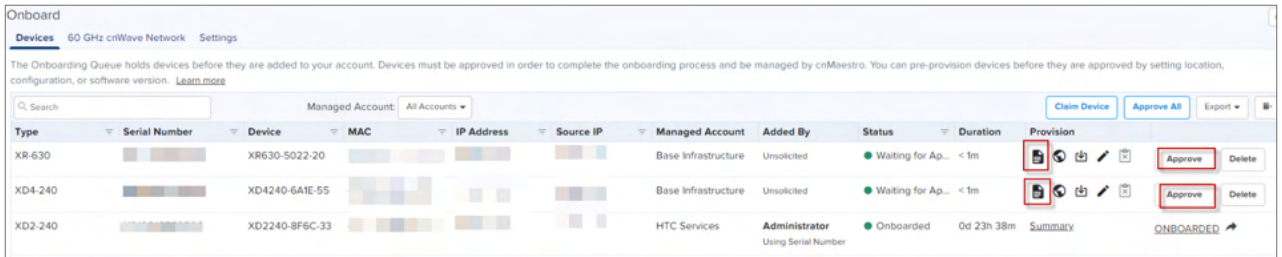 Onboard
Devices 60 GHz cnWave Network Settings
The Onboarding Queue holds devices before they are added to your account. Devices must be approved in order to complete the onboarding process and be managed by cnMaestro. You can pre-provision devices before they are approved by setting location,
configuration, or software version. Learn more
Search Managed Account: All Accounts Claim Device Approve All Export
Type Serial Number Device MAC IP Address Source IP Managed Account Added By Status Duration Provision
XR-630 XR630-5022-20 Base Infrastructure Unsolicited Waiting for Ap... < 1m Approve Delete
XD4-240 XD4240-6A1E-55 Base Infrastructure Unsolicited Waiting for Ap... < 1m Approve Delete
XD2-240 XD2240-8F6C-33 HTC Services Administrator Onboarded 0d 23h 38m Summary ONBOARDED
Using Serial Number